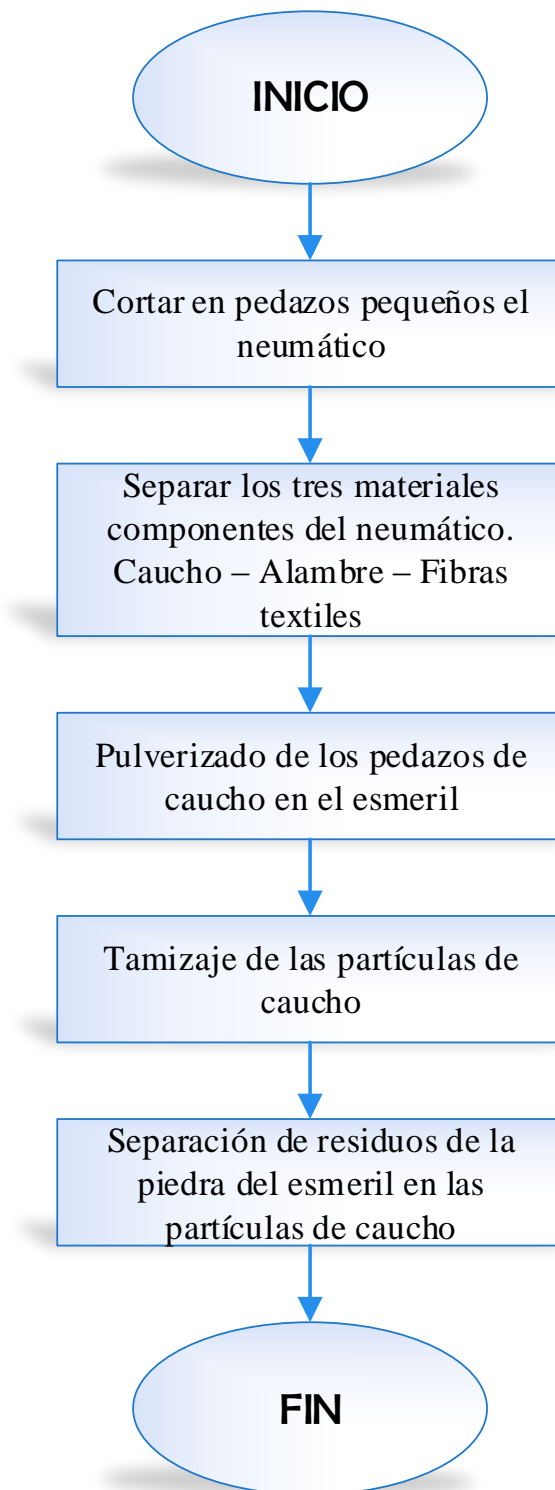 INICIO
Cortar en pedazos pequeños el
neumático
Separar los tres materiales
componentes del neumático.
Caucho – Alambre – Fibras
textiles
Pulverizado de los pedazos de
caucho en el esmeril
Tamizaje de las partículas de
caucho
Separación de residuos de la
piedra del esmeril en las
partículas de caucho
FIN